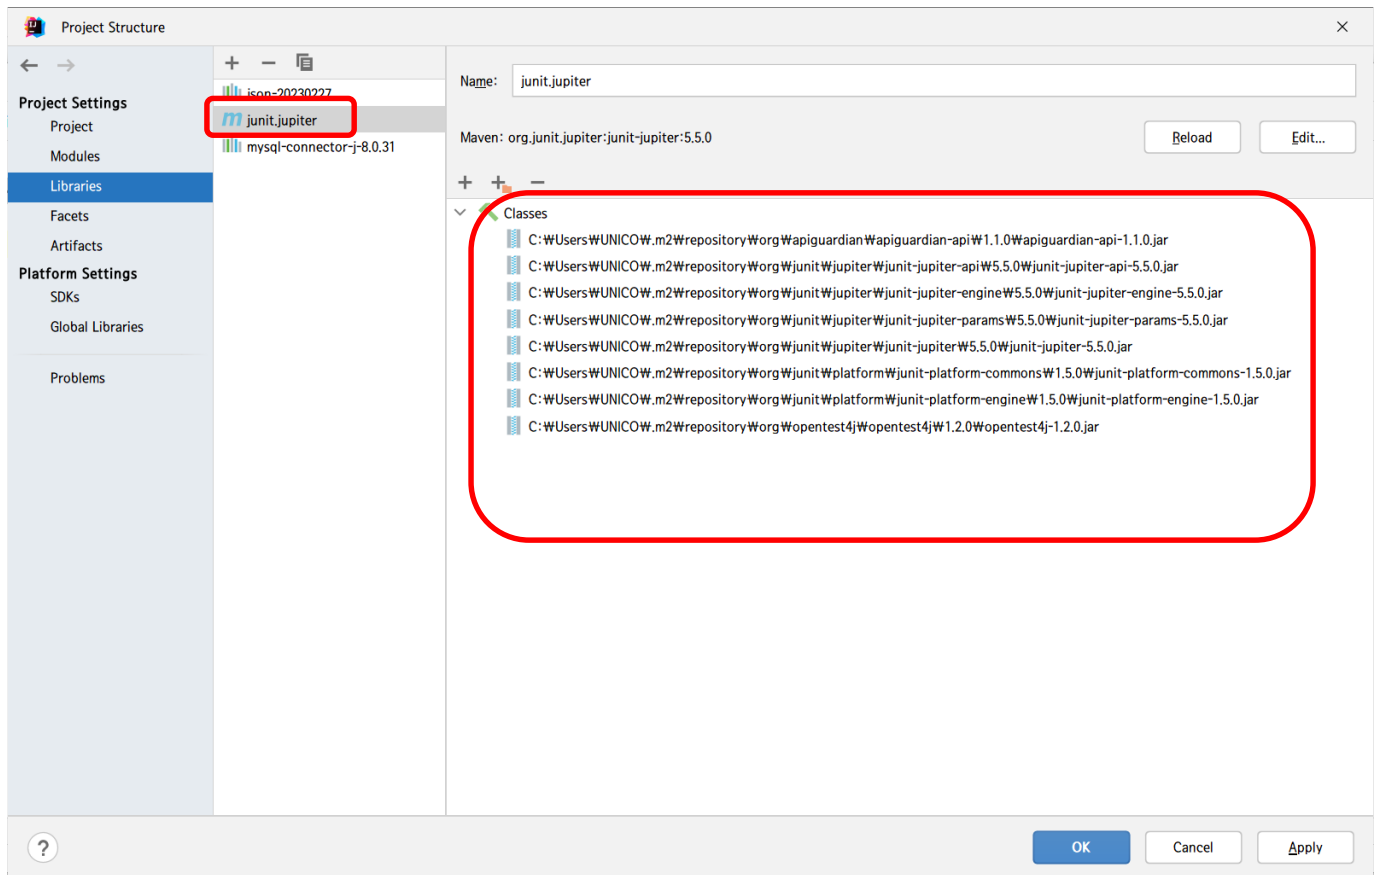 Project Structure
Project Settings
Project
Modules
Libraries
Facets
Artifacts
Platform Settings
SDKs
Global Libraries
Problems
json-20230227
junit.jupiter
mysql-connector-j-8.0.31
Name: junit.jupiter
Maven: org.junit.jupiter:junit-jupiter:5.5.0
Reload
Edit...
Classes
C:₩Users₩UNICO₩.m2₩repository₩org₩apiguardian₩apiguardian-api₩1.1.0₩apiguardian-api-1.1.0.jar
C:₩Users₩UNICO₩.m2₩repository₩org₩junit₩jupiter₩junit-jupiter-api₩5.5.0₩junit-jupiter-api-5.5.0.jar
C:₩Users₩UNICO₩.m2₩repository₩org₩junit₩jupiter₩junit-jupiter-engine₩5.5.0₩junit-jupiter-engine-5.5.0.jar
C:₩Users₩UNICO₩.m2₩repository₩org₩junit₩jupiter₩junit-jupiter-params₩5.5.0₩junit-jupiter-params-5.5.0.jar
C:₩Users₩UNICO₩.m2₩repository₩org₩junit₩jupiter₩junit-jupiter₩5.5.0₩junit-jupiter-5.5.0.jar
C:₩Users₩UNICO₩.m2₩repository₩org₩junit₩platform₩junit-platform-commons₩1.5.0₩junit-platform-commons-1.5.0.jar
C:₩Users₩UNICO₩.m2₩repository₩org₩junit₩platform₩junit-platform-engine₩1.5.0₩junit-platform-engine-1.5.0.jar
C:₩Users₩UNICO₩.m2₩repository₩org₩opentest4j₩opentest4j₩1.2.0₩opentest4j-1.2.0.jar
?
OK
Cancel
Apply